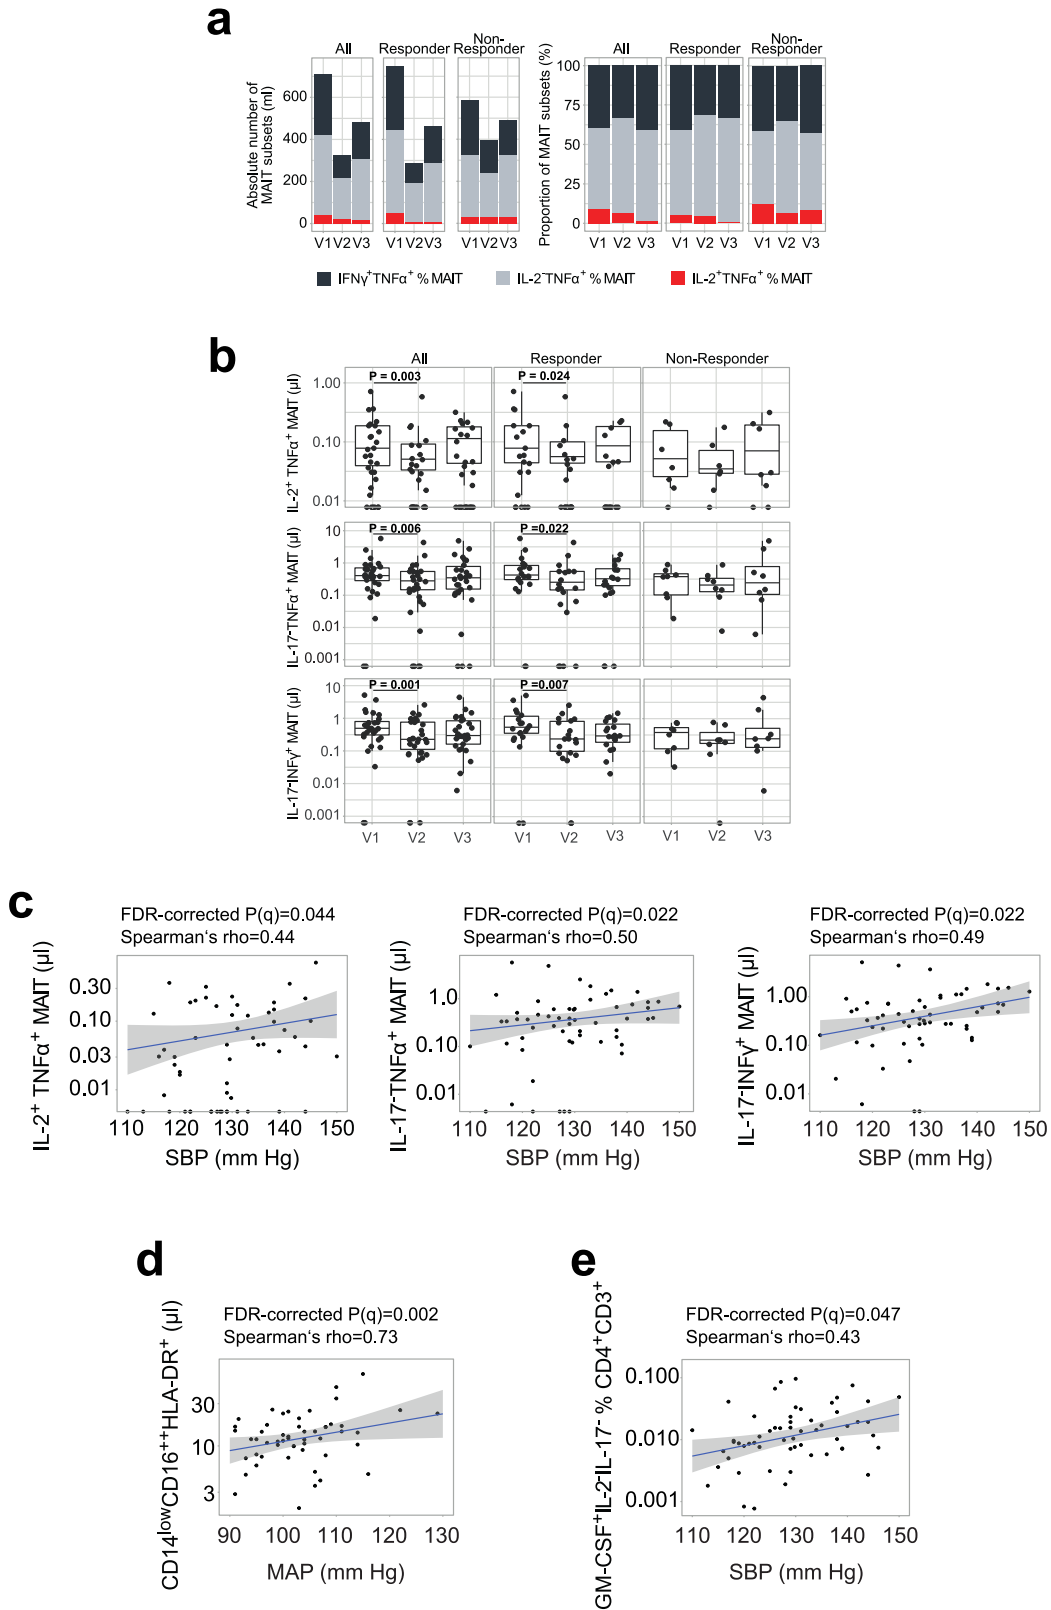 a
All
Responder
Non-
Responder
All
Responder
Non-
Responder
Absolute number of
MAIT subsets (ml)
600
400
200
0
V1 V2 V3
V1 V2 V3
V1 V2 V3
Proportion of MAIT subsets (%)
100
75
50
25
0
V1 V2 V3
V1 V2 V3
V1 V2 V3
IFNγ⁺TNFα⁺ % MAIT
IL-2⁻TNFα⁺ % MAIT
IL-2⁺TNFα⁺ % MAIT
b
All
Responder
Non-Responder
IL-2⁺ TNFα⁺ MAIT (µl)
1.00
0.10
0.01
P = 0.003
P = 0.024
IL-17⁻TNFα⁺ MAIT (µl)
10
1
0.1
0.01
0.001
P = 0.006
P = 0.022
IL-17⁻INFγ⁺ MAIT (µl)
10
1
0.1
0.01
0.001
P = 0.001
P = 0.007
V1 V2 V3
V1 V2 V3
V1 V2 V3
c
FDR-corrected P(q)=0.044
Spearman‘s rho=0.44
IL-2⁺ TNFα⁺ MAIT (µl)
0.30
0.10
0.03
0.01
110 120 130 140 150
SBP (mm Hg)
FDR-corrected P(q)=0.022
Spearman‘s rho=0.50
IL-17⁻TNFα⁺ MAIT (µl)
1.0
0.10
0.01
110 120 130 140 150
SBP (mm Hg)
FDR-corrected P(q)=0.022
Spearman‘s rho=0.49
IL-17⁻INFγ⁺ MAIT (µl)
1.00
0.10
0.01
110 120 130 140 150
SBP (mm Hg)
d
FDR-corrected P(q)=0.002
Spearman‘s rho=0.73
CD14ˡᵒʷCD16⁺⁺HLA-DR⁺ (µl)
30
10
3
90 100 110 120 130
MAP (mm Hg)
e
FDR-corrected P(q)=0.047
Spearman‘s rho=0.43
GM-CSF⁺IL-2⁻IL-17⁻ % CD4⁺CD3⁺
0.100
0.010
0.001
110 120 130 140 150
SBP (mm Hg)